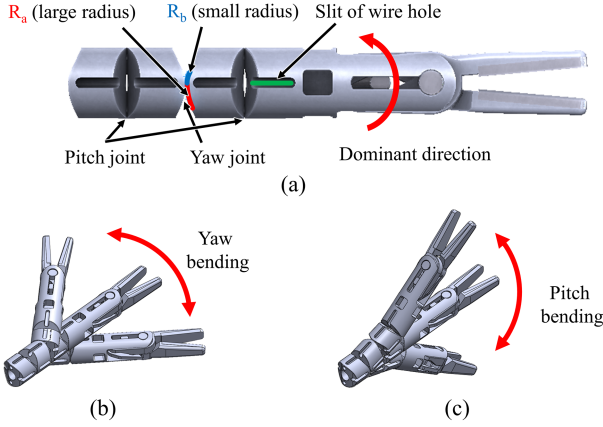 Rₐ (large radius)
R_b (small radius)
Slit of wire hole
Pitch joint
Yaw joint
Dominant direction
(a)
Yaw
bending
(b)
Pitch
bending
(c)